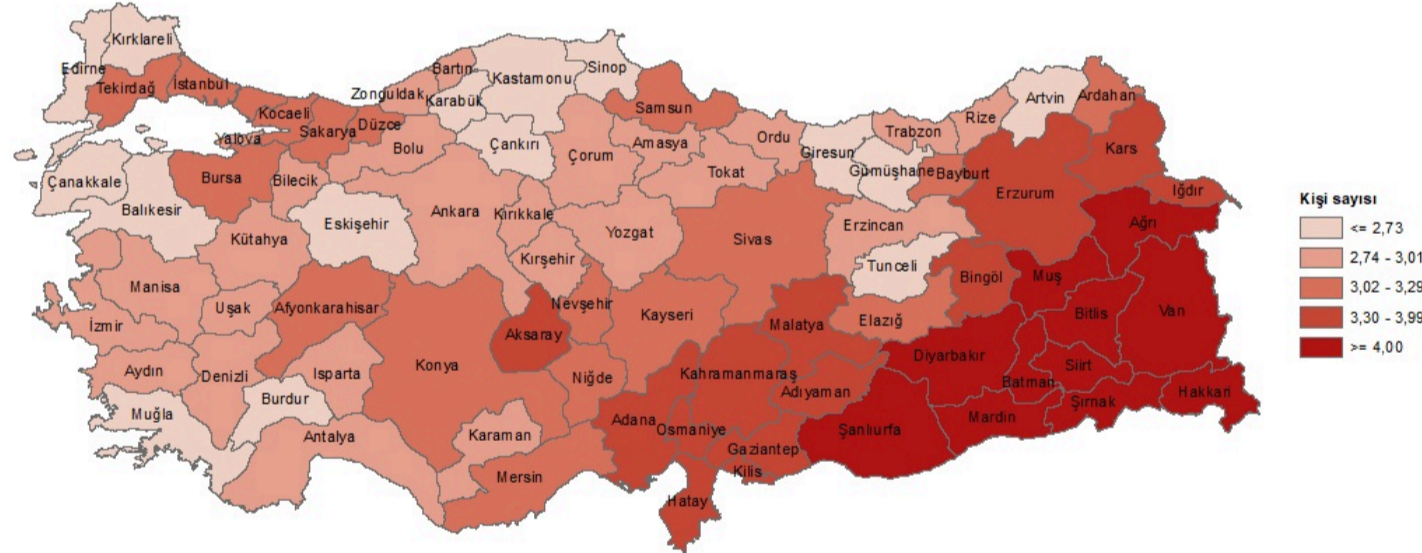 Kırklareli
Edirne
Tekirdağ
İstanbul
Kocaeli
Yalova
Sakarya
Düzce
Zonguldak
Bartın
Karabük
Kastamonu
Sinop
Çankırı
Bolu
Samsun
Çorum
Amasya
Ordu
Tokat
Giresun
Gümüşhane
Trabzon
Rize
Bayburt
Artvin
Ardahan
Kars
Erzurum
Iğdır
Ağrı
Çanakkale
Balıkesir
Bursa
Bilecik
Eskişehir
Kütahya
Ankara
Kırıkkale
Kırşehir
Yozgat
Sivas
Erzincan
Tunceli
Bingöl
Muş
Bitlis
Van
Manisa
Uşak
Afyonkarahisar
İzmir
Aydın
Denizli
Isparta
Burdur
Muğla
Antalya
Konya
Aksaray
Nevşehir
Kayseri
Niğde
Karaman
Mersin
Adana
Malatya
Elazığ
Kahramanmaraş
Adıyaman
Osmaniye
Gaziantep
Kilis
Hatay
Diyarbakır
Batman
Siirt
Şanlıurfa
Mardin
Şırnak
Hakkari
Kişi sayısı
<= 2,73
2,74 - 3,01
3,02 - 3,29
3,30 - 3,99
>= 4,00